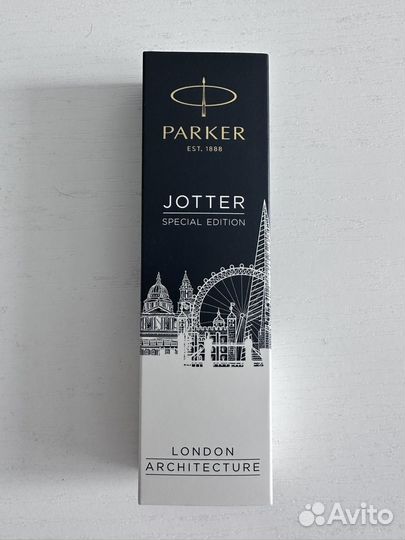 PARKER
EST. 1888
JOTTER
SPECIAL EDITION
LONDON
ARCHITECTURE
Avito